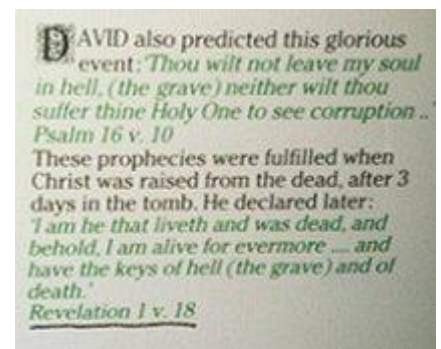 DAVID also predicted this glorious
event: 'Thou wilt not leave my soul
in hell, (the grave) neither wilt thou
suffer thine Holy One to see corruption ..'
Psalm 16 v. 10
These prophecies were fulfilled when
Christ was raised from the dead, after 3
days in the tomb. He declared later:
'I am he that liveth and was dead, and
behold, I am alive for evermore .... and
have the keys of hell (the grave) and of
death.'
Revelation 1 v. 18